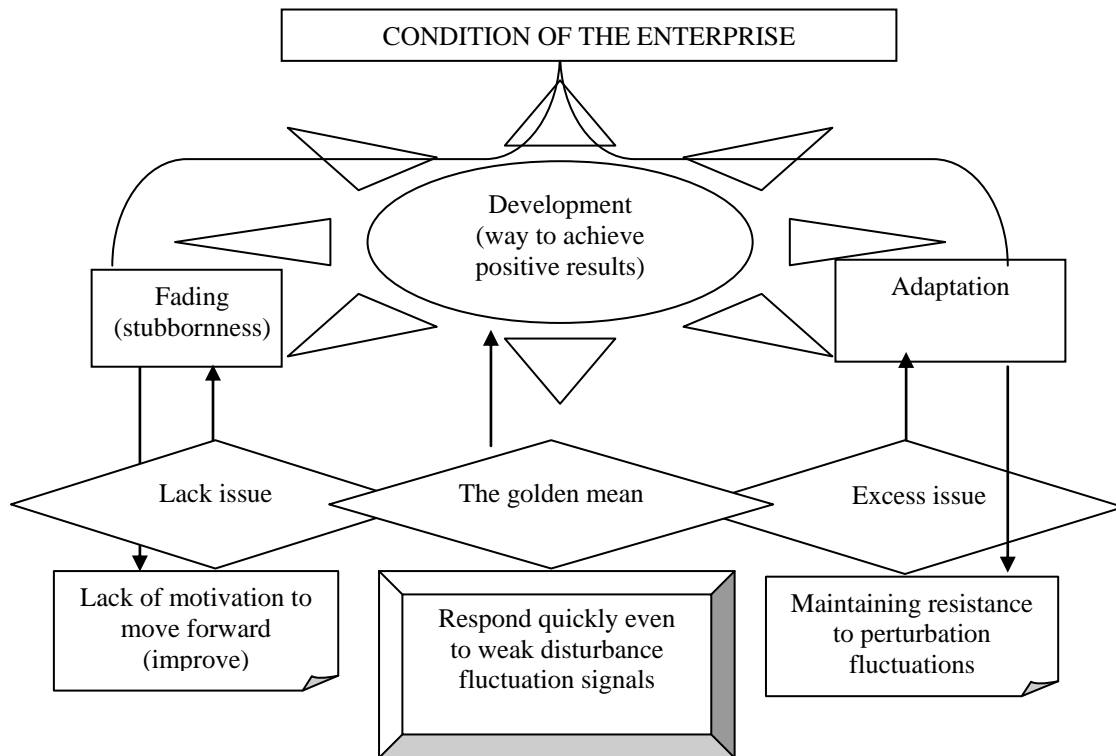 CONDITION OF THE ENTERPRISE
Development
(way to achieve
positive results)
Fading
(stubbornness)
Adaptation
Lack issue
The golden mean
Excess issue
Lack of motivation to
move forward
(improve)
Respond quickly even
to weak disturbance
fluctuation signals
Maintaining resistance
to perturbation
fluctuations